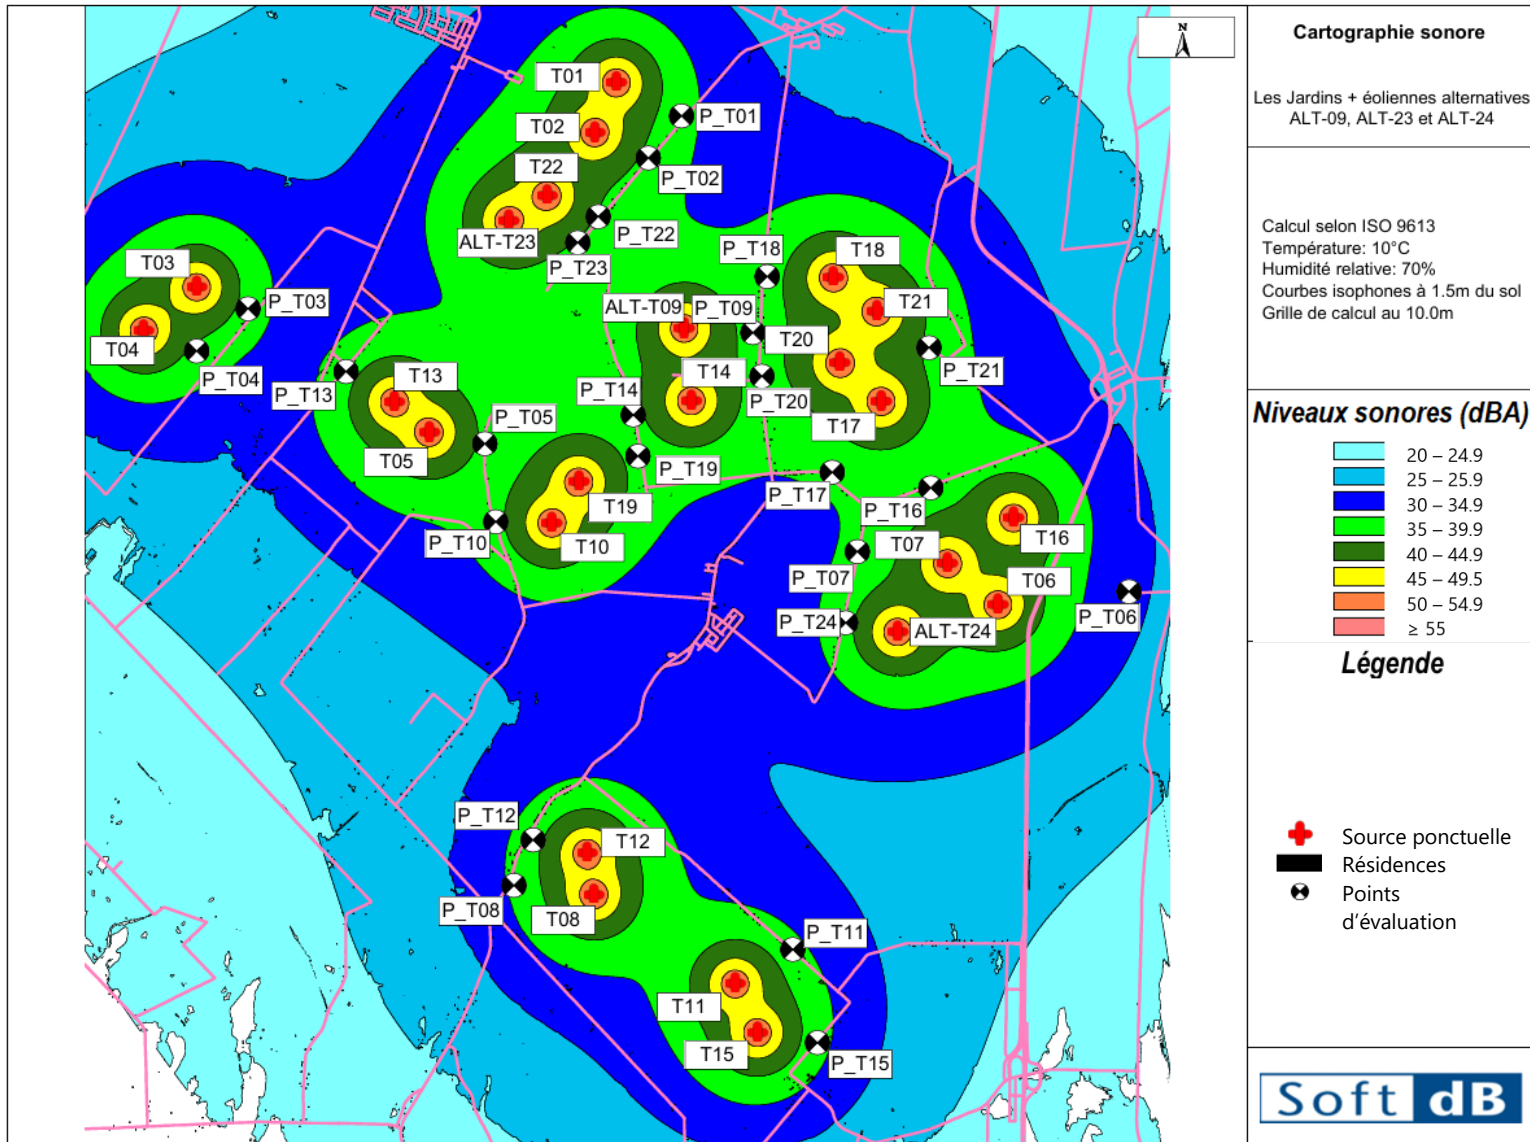 N
T01
T02
P_T01
T22
P_T02
ALT-T23
P_T22
P_T23
P_T18
T18
T03
P_T03
ALT-T09
P_T09
T21
T04
T20
P_T04
P_T21
P_T13
T13
T14
P_T14
P_T20
P_T05
T17
T05
P_T19
P_T17
T19
P_T16
P_T10
T10
T07
T16
P_T07
T06
P_T24
ALT-T24
P_T06
P_T12
T12
P_T08
T08
P_T11
T11
T15
P_T15
Cartographie sonore
Les Jardins + éoliennes alternatives
ALT-09, ALT-23 et ALT-24
Calcul selon ISO 9613
Température: 10°C
Humidité relative: 70%
Courbes isophones à 1.5m du sol
Grille de calcul au 10.0m
Niveaux sonores (dBA)
20 – 24.9
25 – 25.9
30 – 34.9
35 – 39.9
40 – 44.9
45 – 49.5
50 – 54.9
≥ 55
Légende
Source ponctuelle
Résidences
Points
d'évaluation
Soft dB